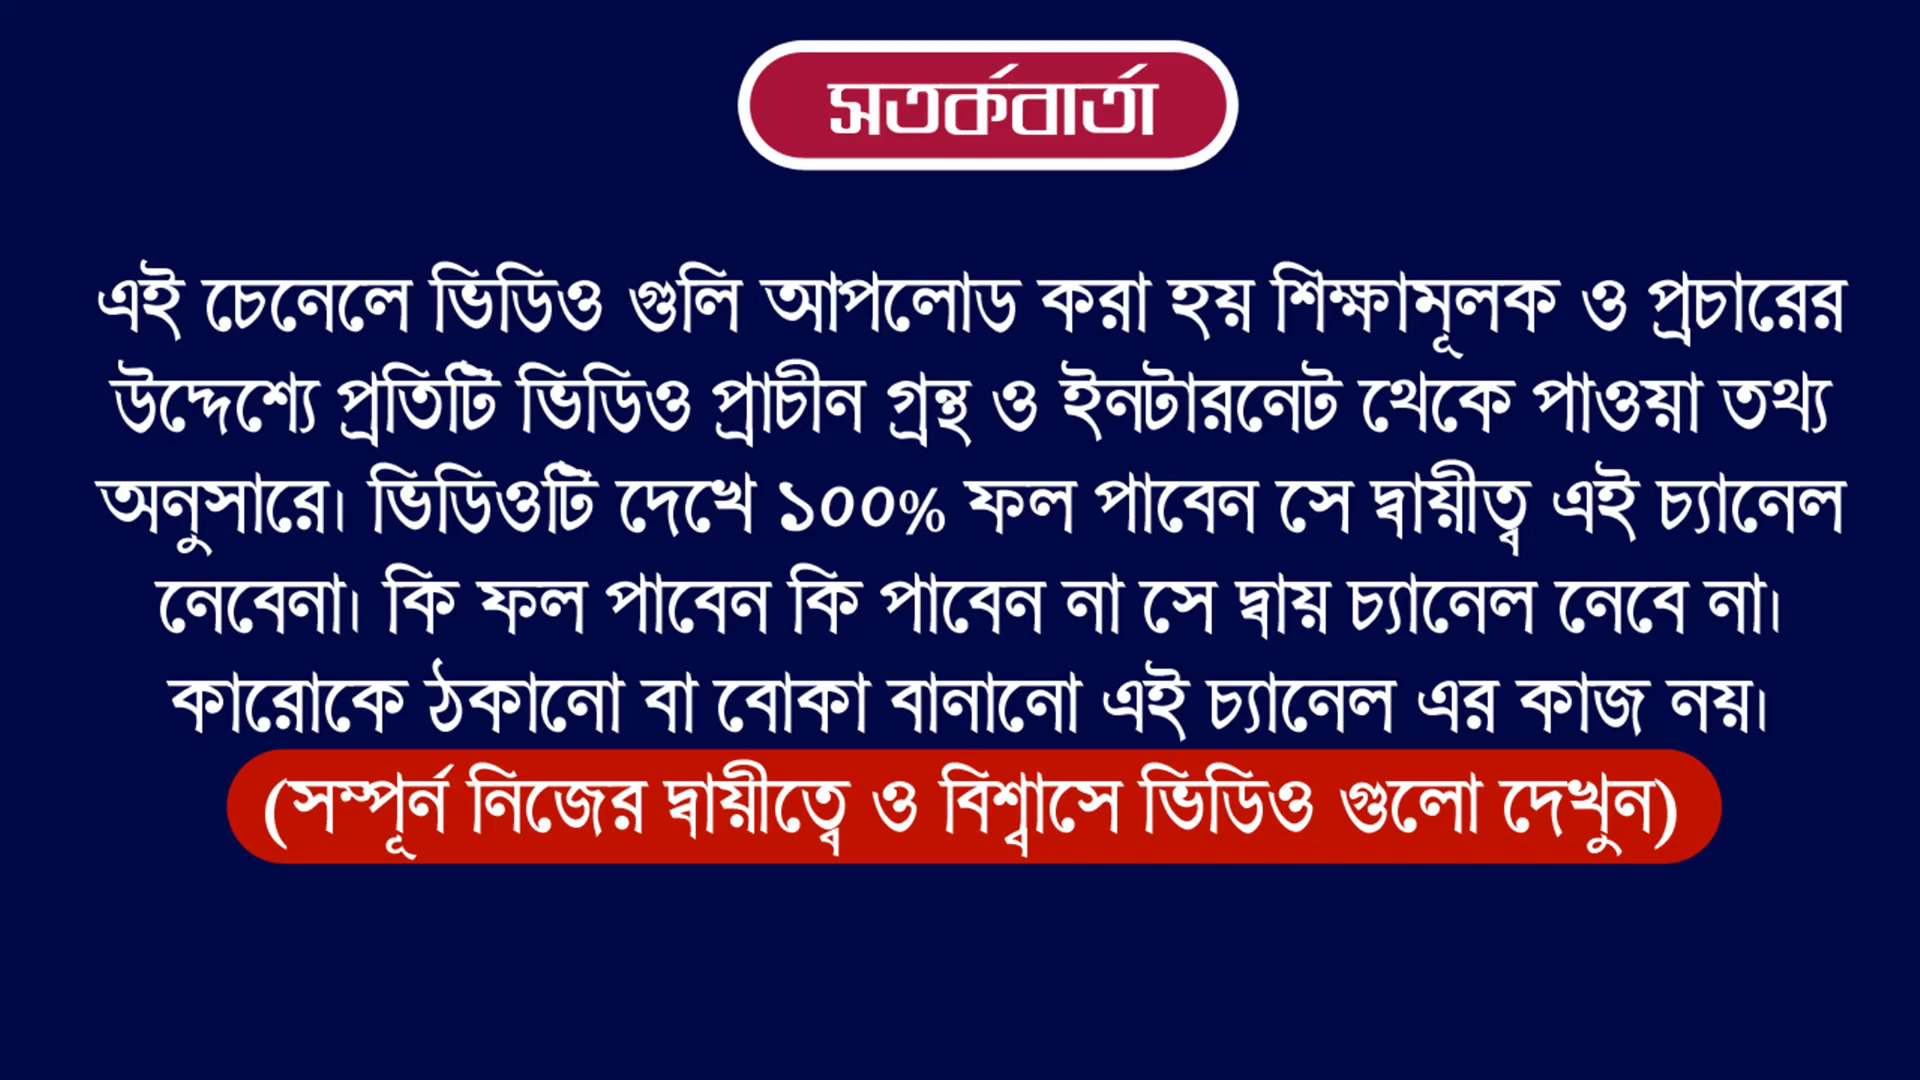 সতর্কবার্তা
এই চেনেলে ভিডিও গুলি আপলোড করা হয় শিক্ষামূলক ও প্রচারের
উদ্দেশ্যে প্রতিটি ভিডিও প্রাচীন গ্রন্থ ও ইনটারনেট থেকে পাওয়া তথ্য
অনুসারে। ভিডিওটি দেখে ১০০% ফল পাবেন সে দ্বায়ীত্ব এই চ্যানেল
নেবেনা। কি ফল পাবেন কি পাবেন না সে দ্বায় চ্যানেল নেবে না।
কারোকে ঠকানো বা বোকা বানানো এই চ্যানেল এর কাজ নয়।
(সম্পূর্ন নিজের দ্বায়ীত্বে ও বিশ্বাসে ভিডিও গুলো দেখুন)